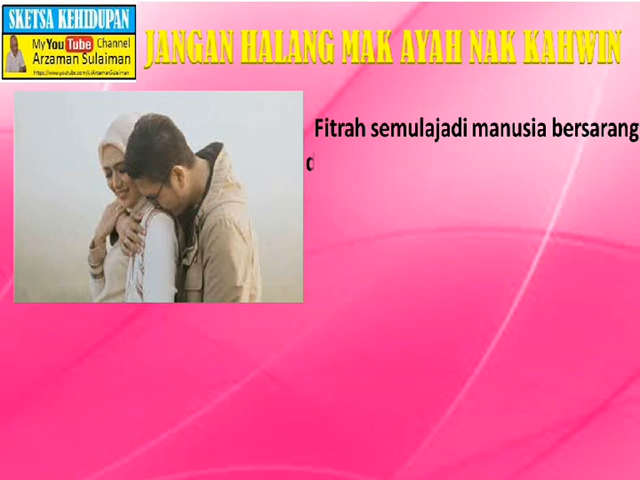 SKETSA KEHIDUPAN
My YouTube Channel
Arzaman Sulaiman
JANGAN HALANG MAK AYAH NAK KAHWIN
Fitrah semulajadi manusia bersarang